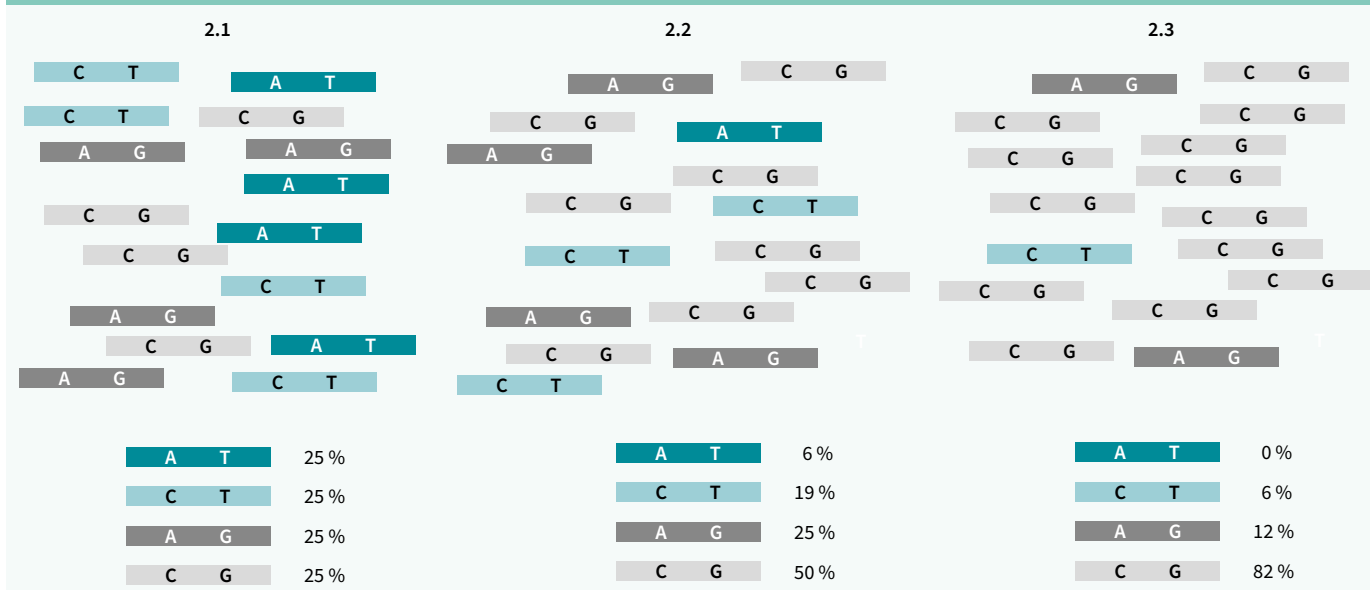 2.1
C T
A T
C T
C G
A G
A G
A T
C G
A T
C G
C T
A G
C G
A T
A G
C T
A T 25 %
C T 25 %
A G 25 %
C G 25 %
2.2
C G
A G
C G
A T
A G
C G
C G
C T
C G
C T
C G
C G
A G
T
C G
A G
C T
A T 6 %
C T 19 %
A G 25 %
C G 50 %
2.3
C G
A G
C G
C G
C G
C G
C G
C G
C G
C G
C T
C G
C G
C G
T
C G
A G
A T 0 %
C T 6 %
A G 12 %
C G 82 %